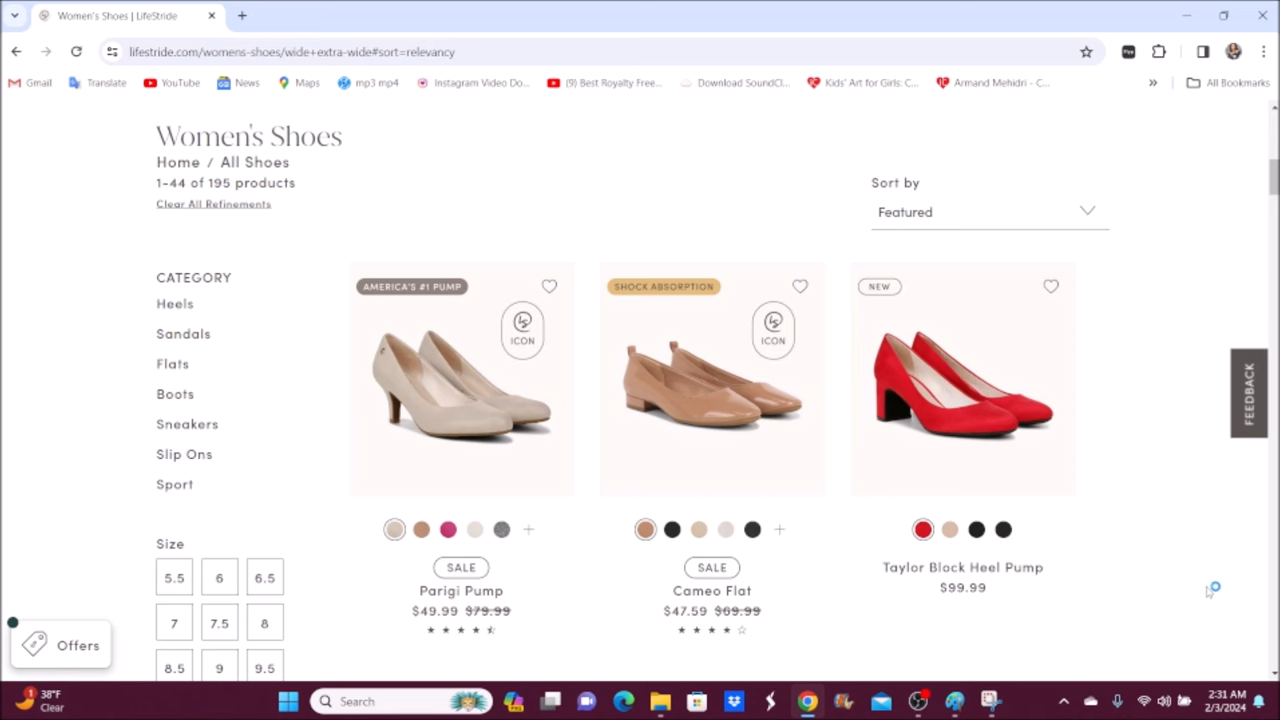 Women's Shoes | LifeStride
lifestride.com/womens-shoes/wide+extra-wide#sort=relevancy
Gmail Translate YouTube News Maps mp3 mp4 Instagram Video Do... (9) Best Royalty Free... Download SoundCl... Kids' Art for Girls: C... Armand Mehidri - C... » All Bookmarks
Women's Shoes
Home / All Shoes
1-44 of 195 products
Clear All Refinements
Sort by
Featured
CATEGORY
Heels
Sandals
Flats
Boots
Sneakers
Slip Ons
Sport
Size
5.5 6 6.5
7 7.5 8
8.5 9 9.5
AMERICA'S #1 PUMP
ICON
SALE
Parigi Pump
$49.99 $79.99
SHOCK ABSORPTION
ICON
SALE
Cameo Flat
$47.59 $69.99
NEW
Taylor Block Heel Pump
$99.99
FEEDBACK
Offers
1
38°F
Clear
Search
2:31 AM
2/3/2024